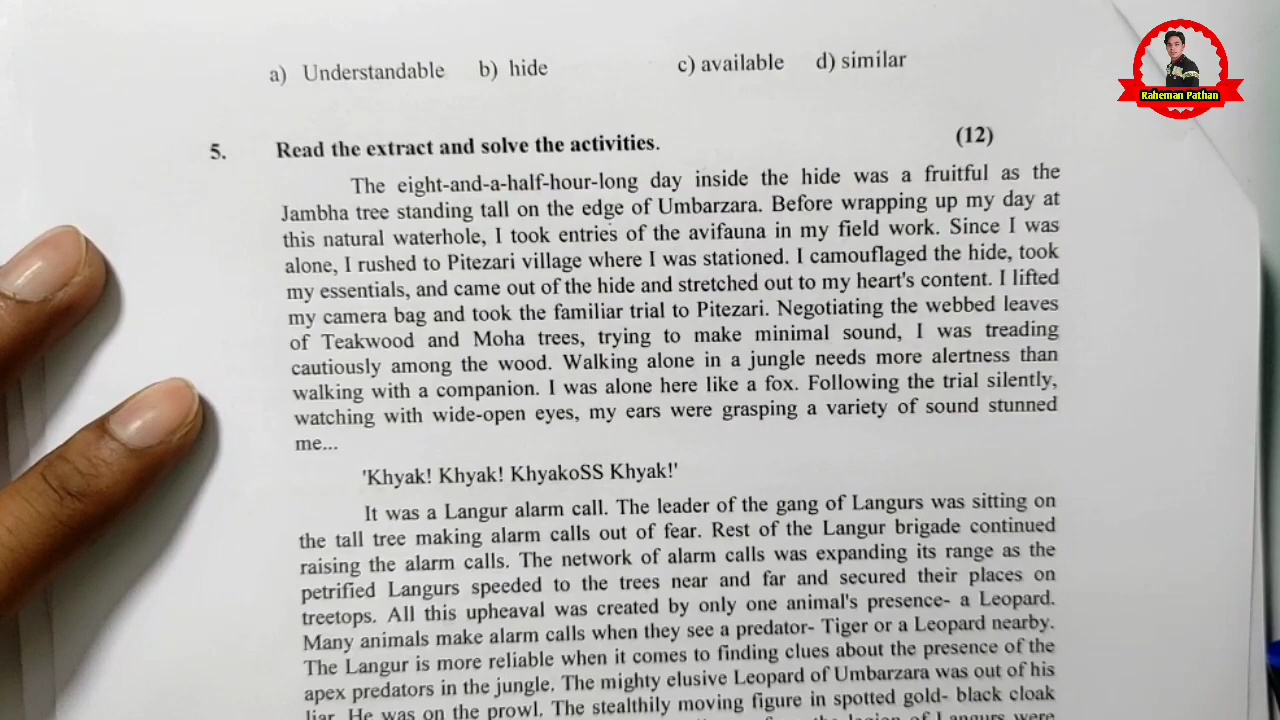 a) Understandable b) hide c) available d) similar
Raheman Pathan
5. Read the extract and solve the activities. (12)
The eight-and-a-half-hour-long day inside the hide was a fruitful as the
Jambha tree standing tall on the edge of Umbarzara. Before wrapping up my day at
this natural waterhole, I took entries of the avifauna in my field work. Since I was
alone, I rushed to Pitezari village where I was stationed. I camouflaged the hide, took
my essentials, and came out of the hide and stretched out to my heart's content. I lifted
my camera bag and took the familiar trial to Pitezari. Negotiating the webbed leaves
of Teakwood and Moha trees, trying to make minimal sound, I was treading
cautiously among the wood. Walking alone in a jungle needs more alertness than
walking with a companion. I was alone here like a fox. Following the trial silently,
watching with wide-open eyes, my ears were grasping a variety of sound stunned
me...
'Khyak! Khyak! KhyakoSS Khyak!'
It was a Langur alarm call. The leader of the gang of Langurs was sitting on
the tall tree making alarm calls out of fear. Rest of the Langur brigade continued
raising the alarm calls. The network of alarm calls was expanding its range as the
petrified Langurs speeded to the trees near and far and secured their places on
treetops. All this upheaval was created by only one animal's presence- a Leopard.
Many animals make alarm calls when they see a predator- Tiger or a Leopard nearby.
The Langur is more reliable when it comes to finding clues about the presence of the
apex predators in the jungle. The mighty elusive Leopard of Umbarzara was out of his
liar. He was on the prowl. The stealthily moving figure in spotted gold- black cloak
the legion of Langurs were